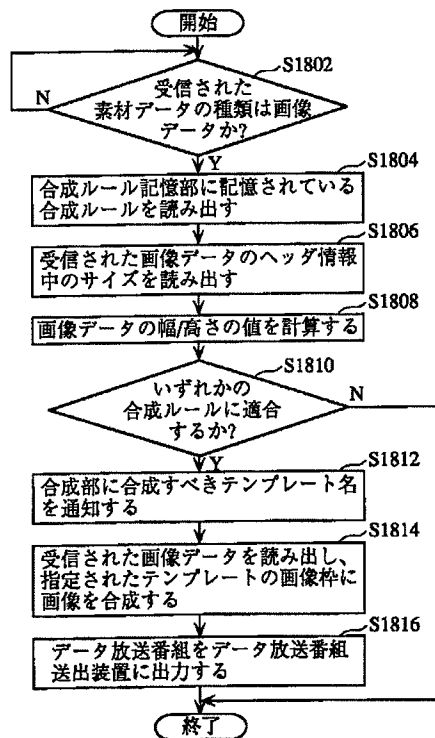 開始
S1802
受信された
素材データの種類は画像
データか?
N
Y
S1804
合成ルール記憶部に記憶されている
合成ルールを読み出す
S1806
受信された画像データのヘッダ情報
中のサイズを読み出す
S1808
画像データの幅/高さの値を計算する
S1810
いずれかの
合成ルールに適合
するか?
N
Y
S1812
合成部に合成すべきテンプレート名
を通知する
S1814
受信された画像データを読み出し、
指定されたテンプレートの画像枠に
画像を合成する
S1816
データ放送番組をデータ放送番組
送出装置に出力する
終了